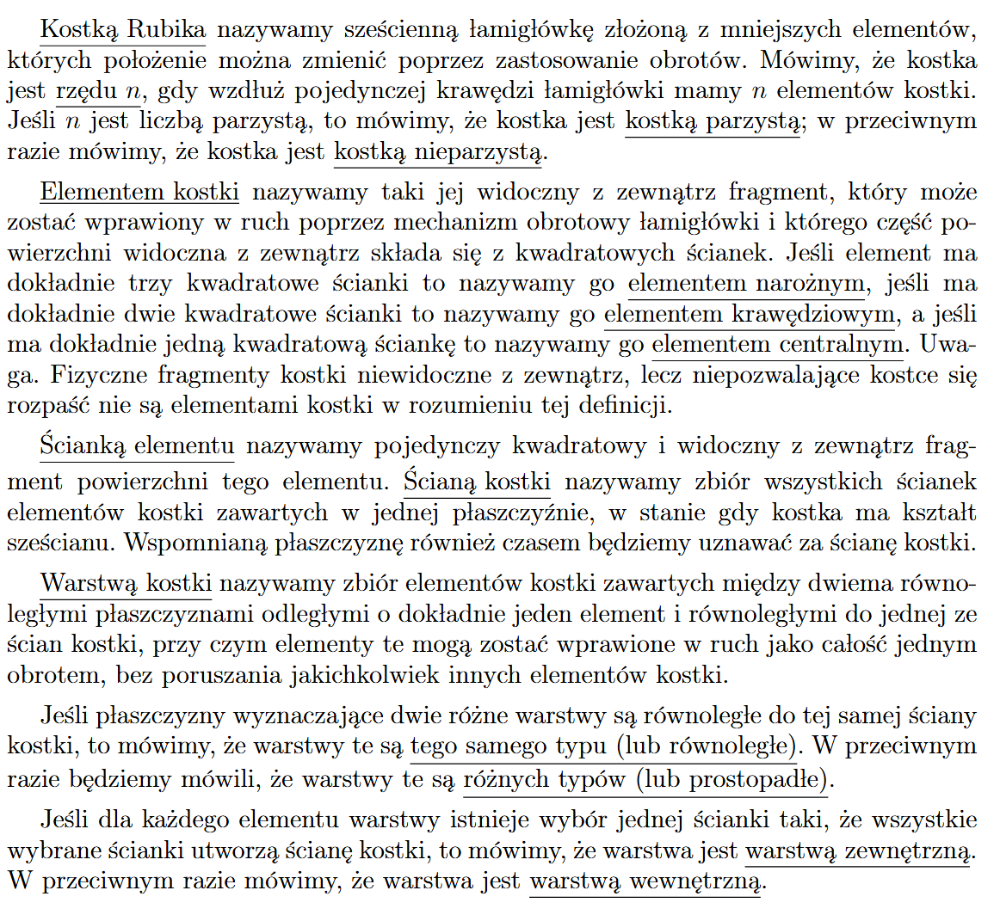 Kostką Rubika nazywamy sześcienną łamigłówkę złożoną z mniejszych elementów,
których położenie można zmienić poprzez zastosowanie obrotów. Mówimy, że kostka
jest rzędu n, gdy wzdłuż pojedynczej krawędzi łamigłówki mamy n elementów kostki.
Jeśli n jest liczbą parzystą, to mówimy, że kostka jest kostką parzystą; w przeciwnym
razie mówimy, że kostka jest kostką nieparzystą.
Elementem kostki nazywamy taki jej widoczny z zewnątrz fragment, który może
zostać wprawiony w ruch poprzez mechanizm obrotowy łamigłówki i którego część po-
wierzchni widoczna z zewnątrz składa się z kwadratowych ścianek. Jeśli element ma
dokładnie trzy kwadratowe ścianki to nazywamy go elementem narożnym, jeśli ma
dokładnie dwie kwadratowe ścianki to nazywamy go elementem krawędziowym, a jeśli
ma dokładnie jedną kwadratową ściankę to nazywamy go elementem centralnym. Uwa-
ga. Fizyczne fragmenty kostki niewidoczne z zewnątrz, lecz niepozwalające kostce się
rozpaść nie są elementami kostki w rozumieniu tej definicji.
Ścianką elementu nazywamy pojedynczy kwadratowy i widoczny z zewnątrz frag-
ment powierzchni tego elementu. Ścianą kostki nazywamy zbiór wszystkich ścianek
elementów kostki zawartych w jednej płaszczyźnie, w stanie gdy kostka ma kształt
sześcianu. Wspomnianą płaszczyznę również czasem będziemy uznawać za ścianę kostki.
Warstwą kostki nazywamy zbiór elementów kostki zawartych między dwiema równo-
ległymi płaszczyznami odległymi o dokładnie jeden element i równoległymi do jednej ze
ścian kostki, przy czym elementy te mogą zostać wprawione w ruch jako całość jednym
obrotem, bez poruszania jakichkolwiek innych elementów kostki.
Jeśli płaszczyzny wyznaczające dwie różne warstwy są równoległe do tej samej ściany
kostki, to mówimy, że warstwy te są tego samego typu (lub równoległe). W przeciwnym
razie będziemy mówili, że warstwy te są różnych typów (lub prostopadłe).
Jeśli dla każdego elementu warstwy istnieje wybór jednej ścianki taki, że wszystkie
wybrane ścianki utworzą ścianę kostki, to mówimy, że warstwa jest warstwą zewnętrzną.
W przeciwnym razie mówimy, że warstwa jest warstwą wewnętrzną.